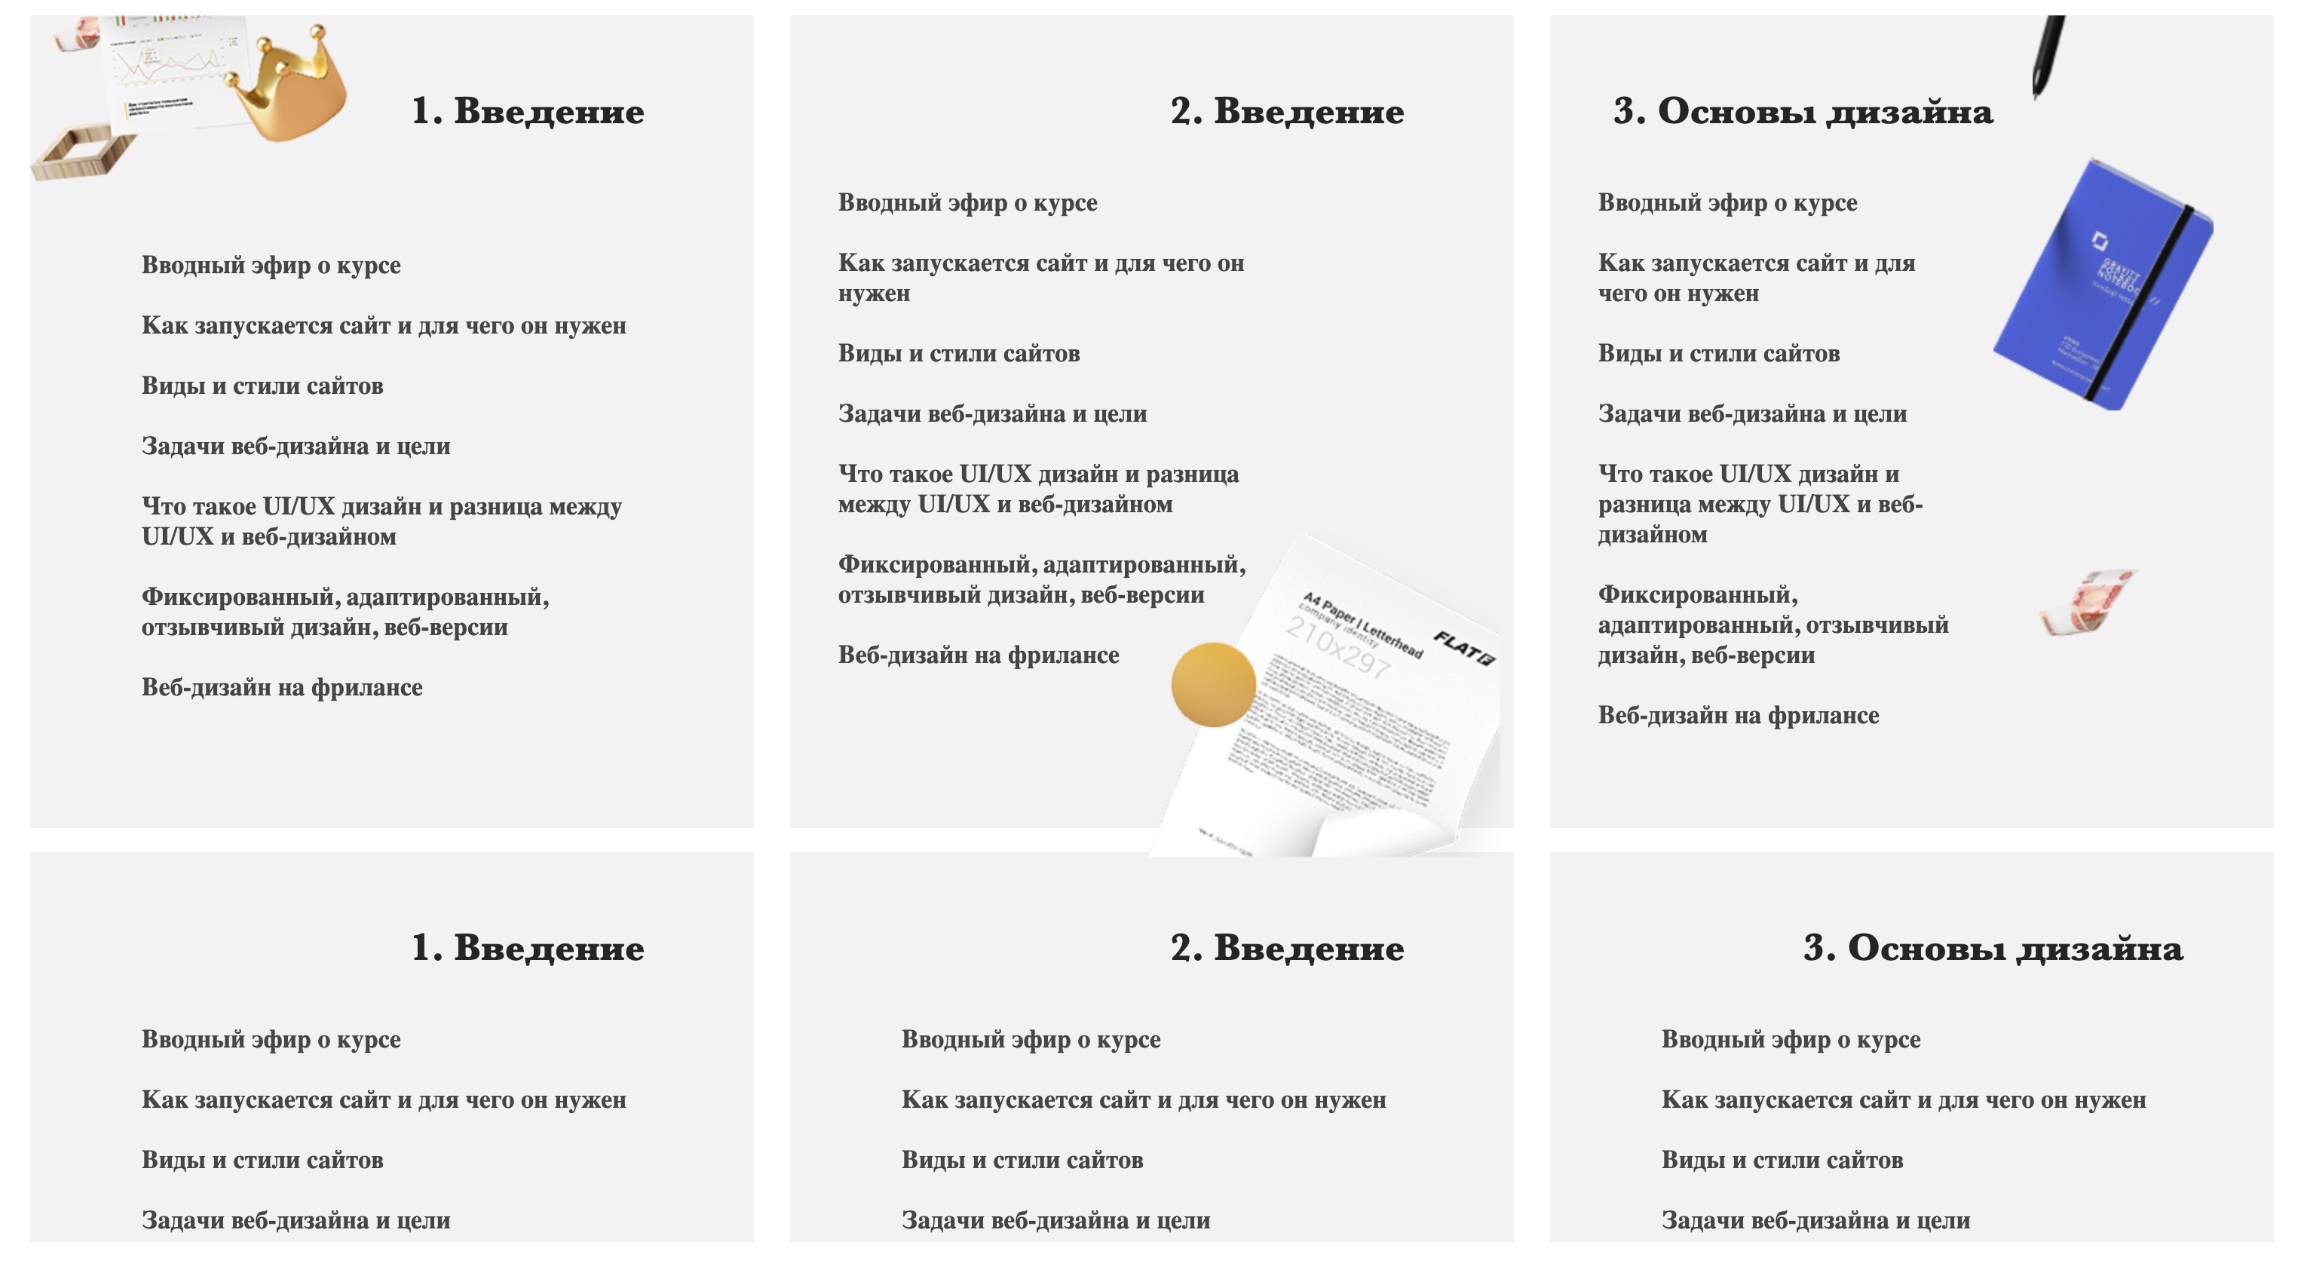 1. Введение
Вводный эфир о курсе
Как запускается сайт и для чего он нужен
Виды и стили сайтов
Задачи веб-дизайна и цели
Что такое UI/UX дизайн и разница между
UI/UX и веб-дизайном
Фиксированный, адаптированный,
отзывчивый дизайн, веб-версии
Веб-дизайн на фрилансе
2. Введение
Вводный эфир о курсе
Как запускается сайт и для чего он
нужен
Виды и стили сайтов
Задачи веб-дизайна и цели
Что такое UI/UX дизайн и разница
между UI/UX и веб-дизайном
Фиксированный, адаптированный,
отзывчивый дизайн, веб-версии
Веб-дизайн на фрилансе
A4 Paper | Letterhead
company identity
210x297
FLAT
3. Основы дизайна
Вводный эфир о курсе
Как запускается сайт и для
чего он нужен
Виды и стили сайтов
Задачи веб-дизайна и цели
Что такое UI/UX дизайн и
разница между UI/UX и веб-
дизайном
Фиксированный,
адаптированный, отзывчивый
дизайн, веб-версии
Веб-дизайн на фрилансе
GRAVITY
POCKET
1. Введение
Вводный эфир о курсе
Как запускается сайт и для чего он нужен
Виды и стили сайтов
Задачи веб-дизайна и цели
2. Введение
Вводный эфир о курсе
Как запускается сайт и для чего он нужен
Виды и стили сайтов
Задачи веб-дизайна и цели
3. Основы дизайна
Вводный эфир о курсе
Как запускается сайт и для чего он нужен
Виды и стили сайтов
Задачи веб-дизайна и цели